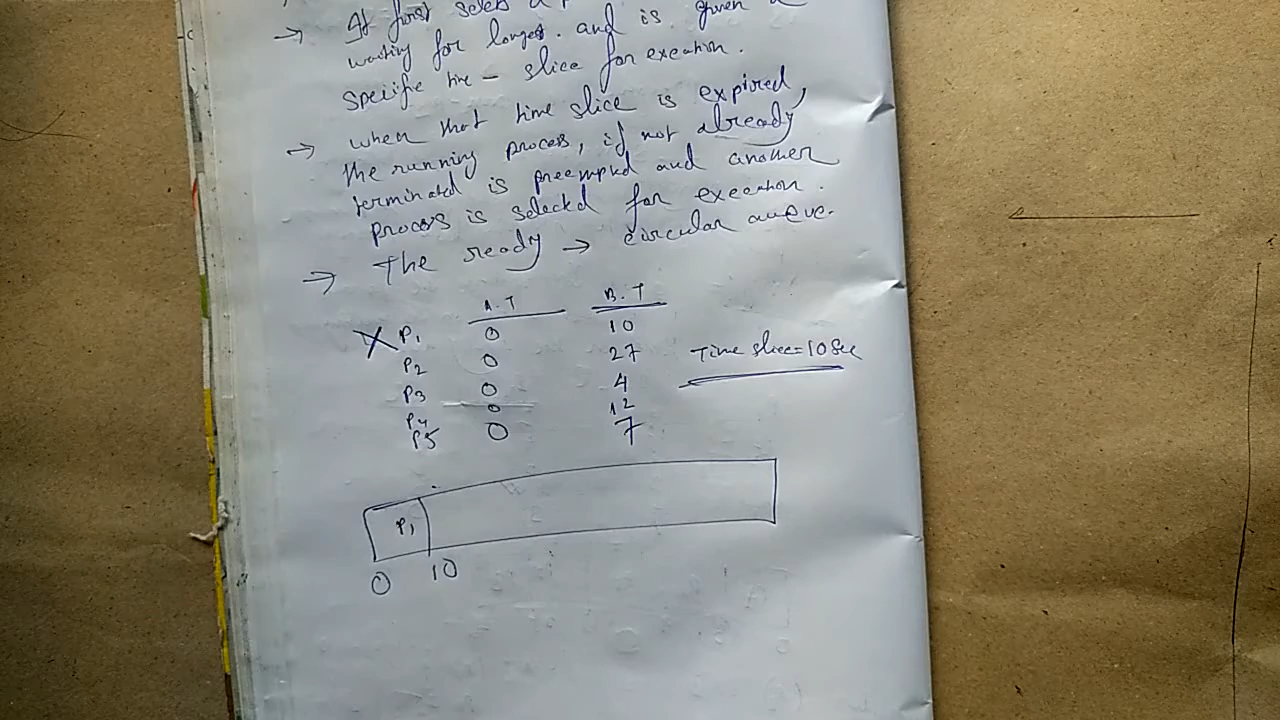 → At first selects a
waiting for longest. and is given a
specific time - slice for execution.
→ when that time slice is expired,
the running process, if not already
terminated is preempted and another
process is selected for execution.
→ The ready → circular queue.
A.T B.T
P1 0 10
P2 0 27 Time slice=10 Sec
P3 0 4
P4 0 12
P5 0 7
P1
0 10